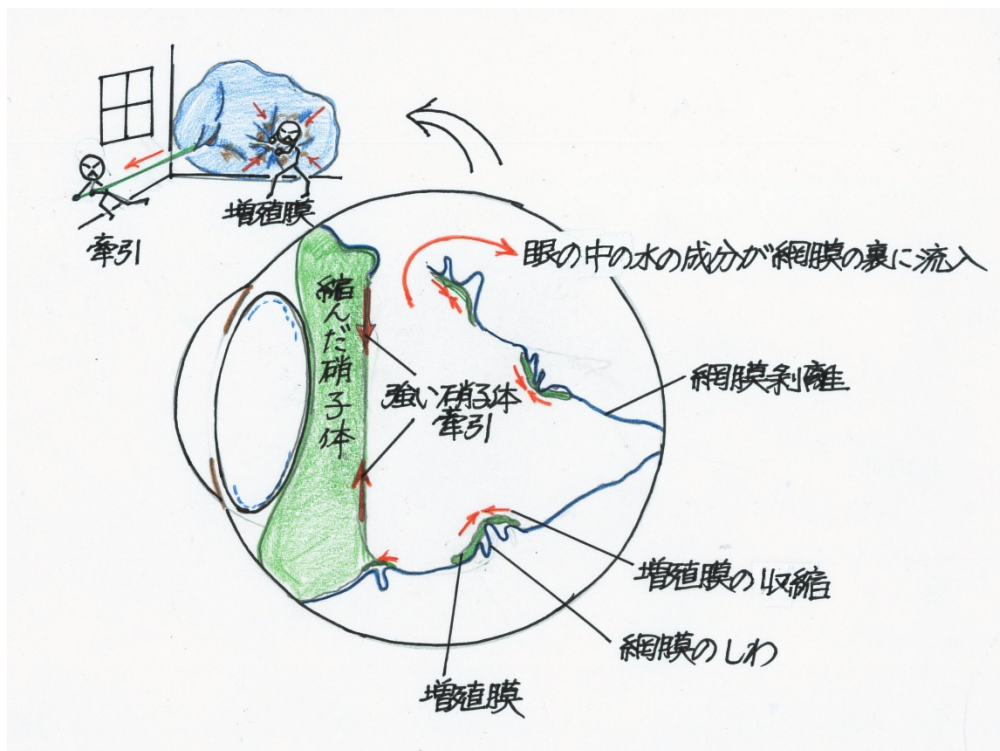 増殖膜
牽引
眼の中の水の成分が網膜の裏に流入
縮んだ硝子体
強い硝子体
牽引
網膜剥離
増殖膜の収縮
網膜のしわ
増殖膜